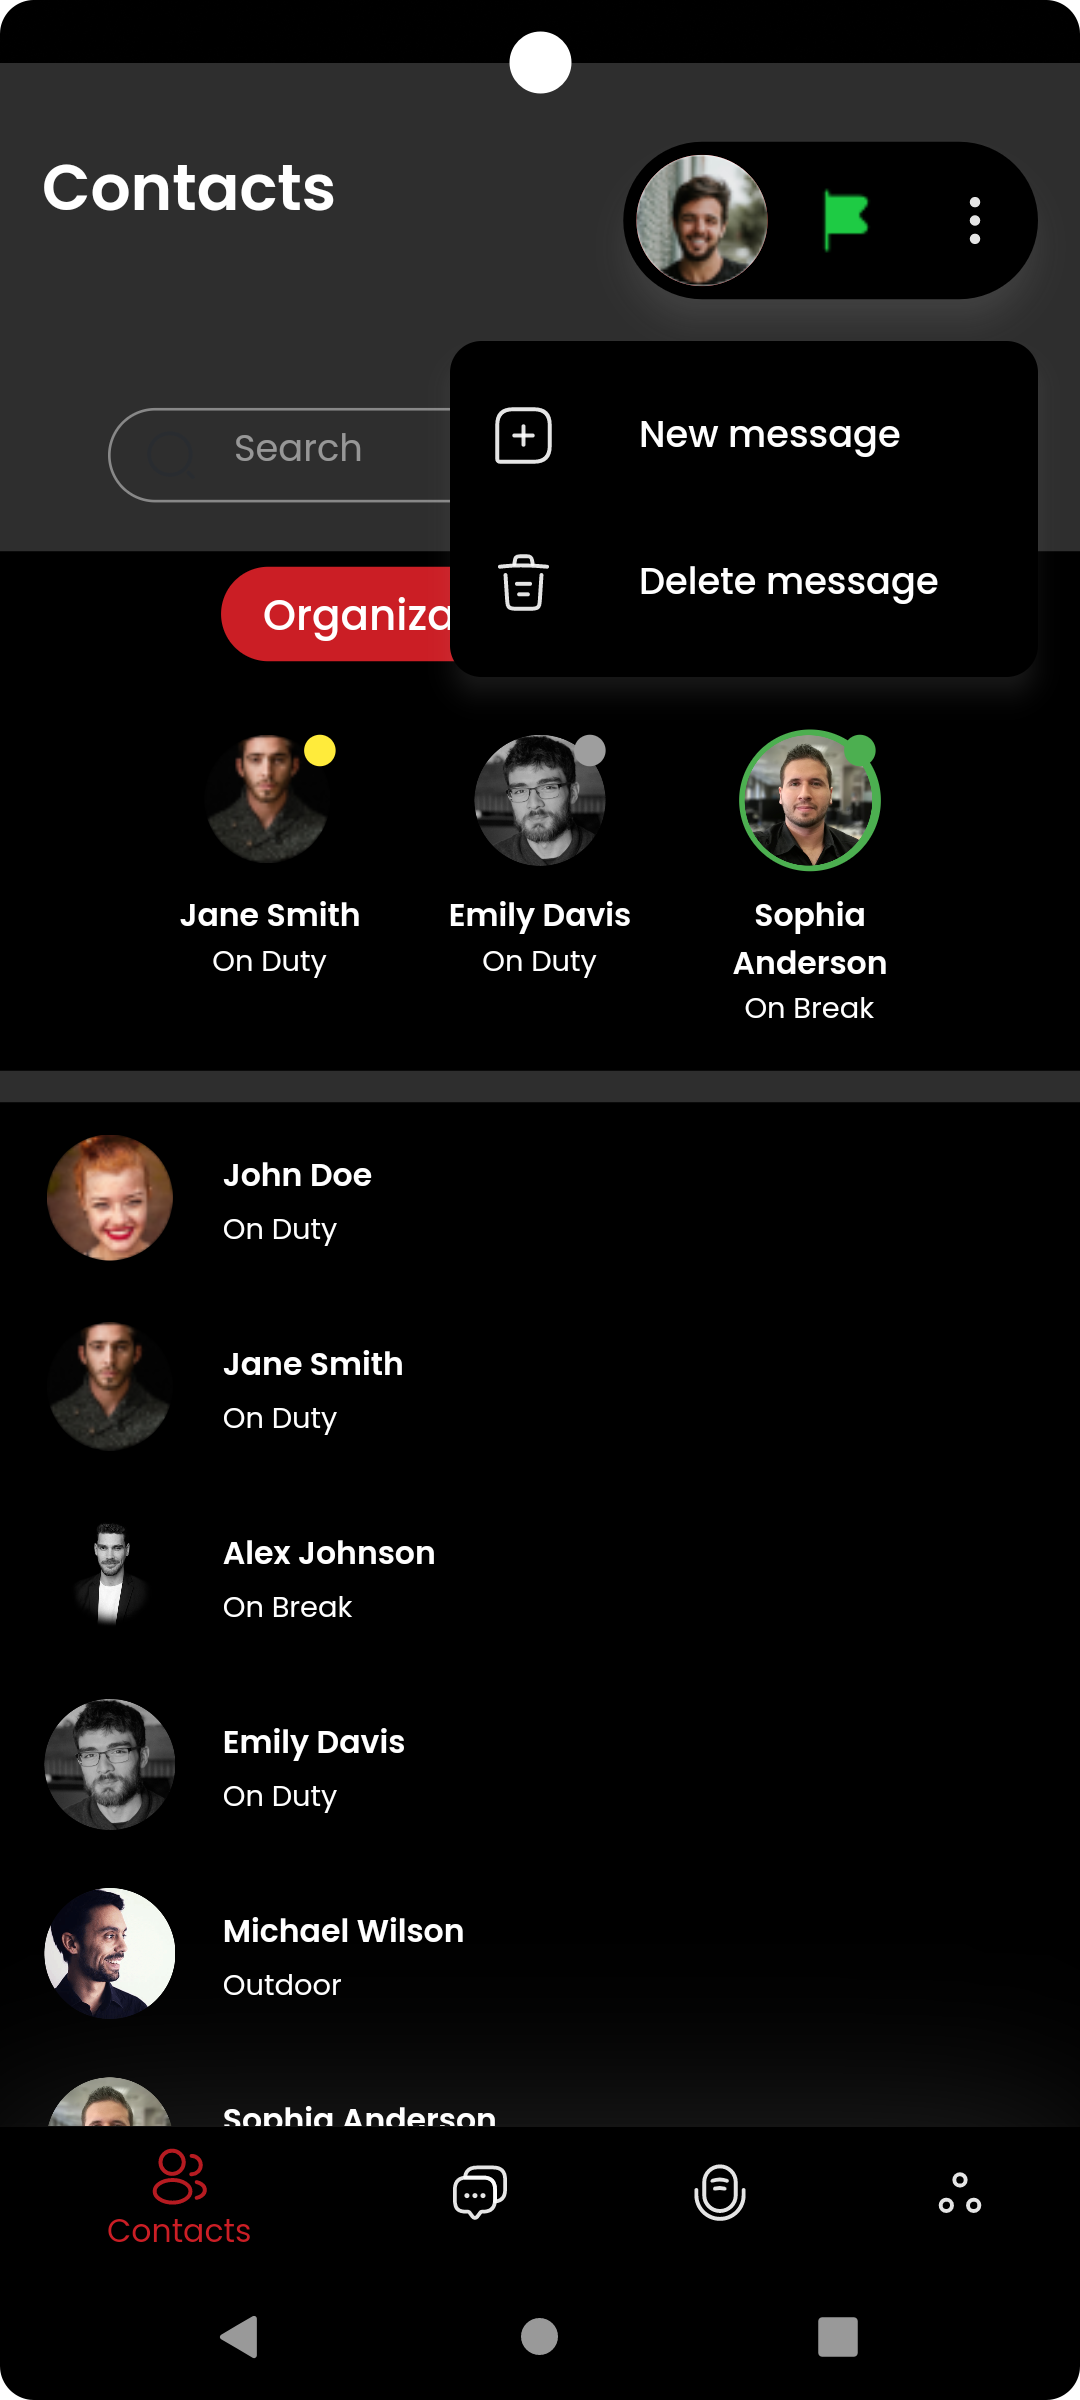 Contacts
Search
New message
Delete message
Organiza
Jane Smith
On Duty
Emily Davis
On Duty
Sophia
Anderson
On Break
John Doe
On Duty
Jane Smith
On Duty
Alex Johnson
On Break
Emily Davis
On Duty
Michael Wilson
Outdoor
Sophia Anderson
Contacts